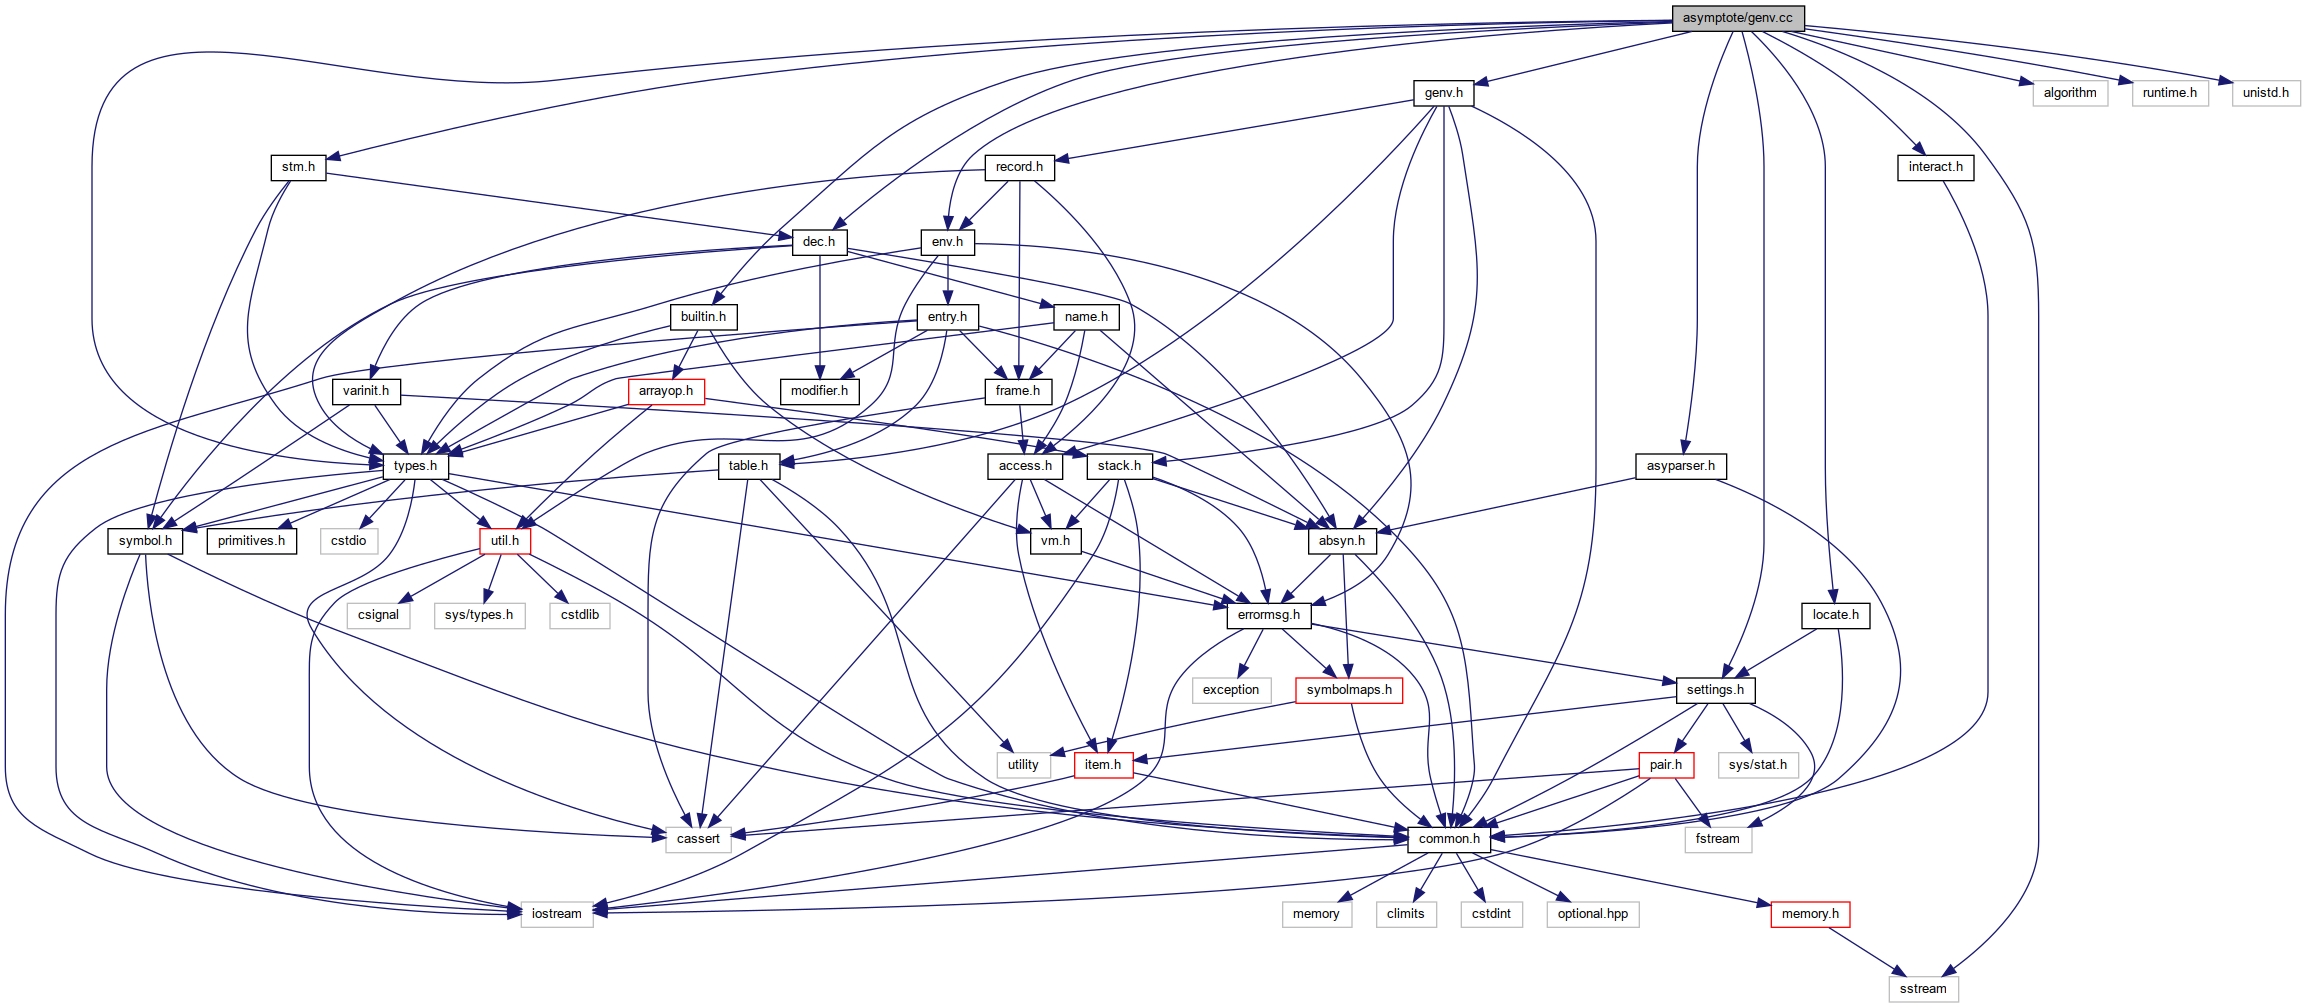 asymptote/genv.cc
genv.h
algorithm
runtime.h
unistd.h
stm.h
record.h
interact.h
dec.h
env.h
builtin.h
entry.h
name.h
varinit.h
arrayop.h
modifier.h
frame.h
types.h
table.h
access.h
stack.h
asyparser.h
symbol.h
primitives.h
cstdio
util.h
vm.h
absyn.h
csignal
sys/types.h
cstdlib
errormsg.h
locate.h
exception
symbolmaps.h
settings.h
utility
item.h
pair.h
sys/stat.h
cassert
common.h
fstream
iostream
memory
climits
cstdint
optional.hpp
memory.h
sstream